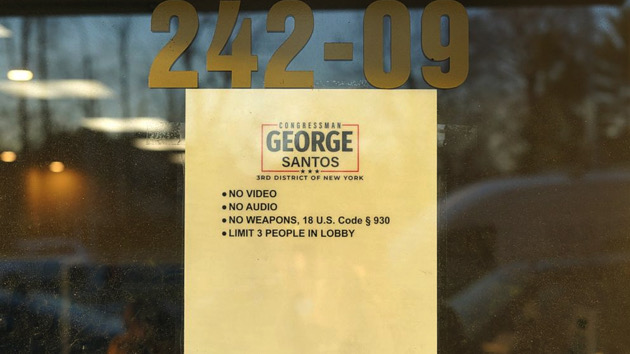 242-09
CONGRESSMAN
GEORGE
SANTOS
3RD DISTRICT OF NEW YORK
● NO VIDEO
● NO AUDIO
● NO WEAPONS, 18 U.S. Code § 930
● LIMIT 3 PEOPLE IN LOBBY